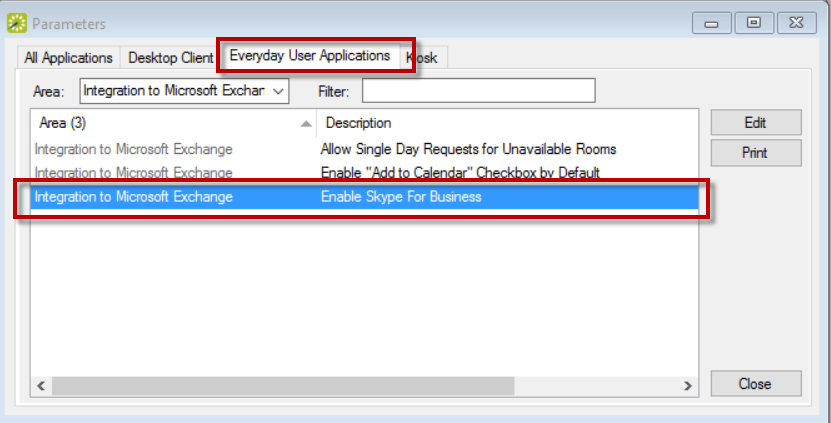 Parameters
All Applications Desktop Client Everyday User Applications Kiosk
Area: Integration to Microsoft Exchar Filter:
Area (3) Description Edit
Integration to Microsoft Exchange Allow Single Day Requests for Unavailable Rooms Print
Integration to Microsoft Exchange Enable "Add to Calendar" Checkbox by Default
Integration to Microsoft Exchange Enable Skype For Business
Close